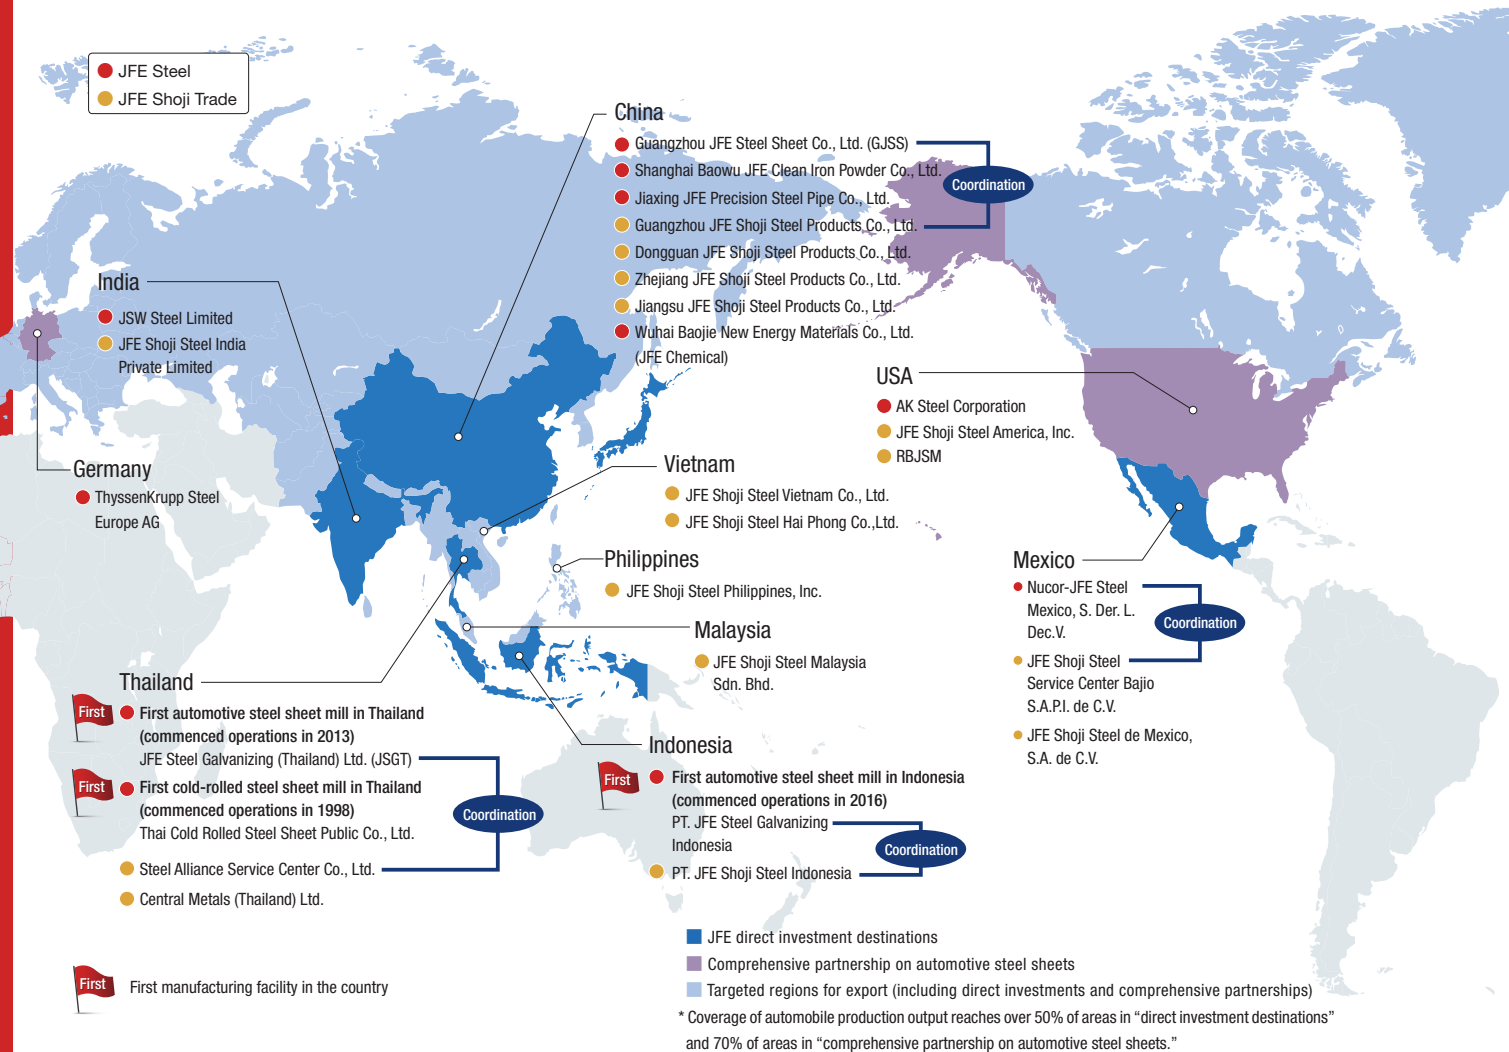 JFE Steel
JFE Shoji Trade
China
Guangzhou JFE Steel Sheet Co., Ltd. (GJSS)
Shanghai Baowu JFE Clean Iron Powder Co., Ltd.
Jiaxing JFE Precision Steel Pipe Co., Ltd.
Guangzhou JFE Shoji Steel Products Co., Ltd.
Dongguan JFE Shoji Steel Products Co., Ltd.
Zhejiang JFE Shoji Steel Products Co., Ltd.
Jiangsu JFE Shoji Steel Products Co., Ltd.
Wuhai Baojie New Energy Materials Co., Ltd.
(JFE Chemical)
Coordination
India
JSW Steel Limited
JFE Shoji Steel India
Private Limited
USA
AK Steel Corporation
JFE Shoji Steel America, Inc.
RBJSM
Germany
ThyssenKrupp Steel
Europe AG
Vietnam
JFE Shoji Steel Vietnam Co., Ltd.
JFE Shoji Steel Hai Phong Co.,Ltd.
Philippines
JFE Shoji Steel Philippines, Inc.
Mexico
Nucor-JFE Steel
Mexico, S. Der. L.
Dec.V.
JFE Shoji Steel
Service Center Bajio
S.A.P.I. de C.V.
JFE Shoji Steel de Mexico,
S.A. de C.V.
Coordination
Malaysia
JFE Shoji Steel Malaysia
Sdn. Bhd.
Thailand
First
First automotive steel sheet mill in Thailand
(commenced operations in 2013)
JFE Steel Galvanizing (Thailand) Ltd. (JSGT)
First
First cold-rolled steel sheet mill in Thailand
(commenced operations in 1998)
Thai Cold Rolled Steel Sheet Public Co., Ltd.
Steel Alliance Service Center Co., Ltd.
Central Metals (Thailand) Ltd.
Coordination
Indonesia
First
First automotive steel sheet mill in Indonesia
(commenced operations in 2016)
PT. JFE Steel Galvanizing
Indonesia
PT. JFE Shoji Steel Indonesia
Coordination
First
First manufacturing facility in the country
JFE direct investment destinations
Comprehensive partnership on automotive steel sheets
Targeted regions for export (including direct investments and comprehensive partnerships)
* Coverage of automobile production output reaches over 50% of areas in “direct investment destinations”
and 70% of areas in “comprehensive partnership on automotive steel sheets.”